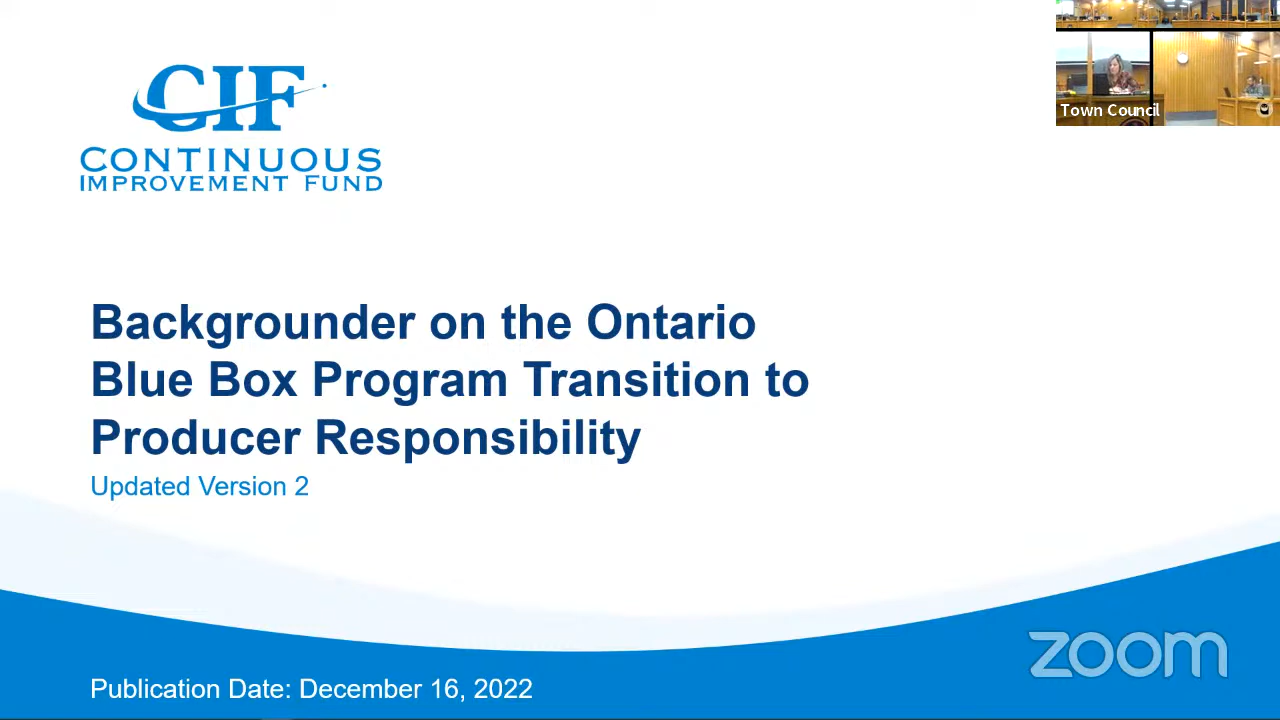 CIF
CONTINUOUS
IMPROVEMENT FUND
Town Council
Backgrounder on the Ontario
Blue Box Program Transition to
Producer Responsibility
Updated Version 2
zoom
Publication Date: December 16, 2022